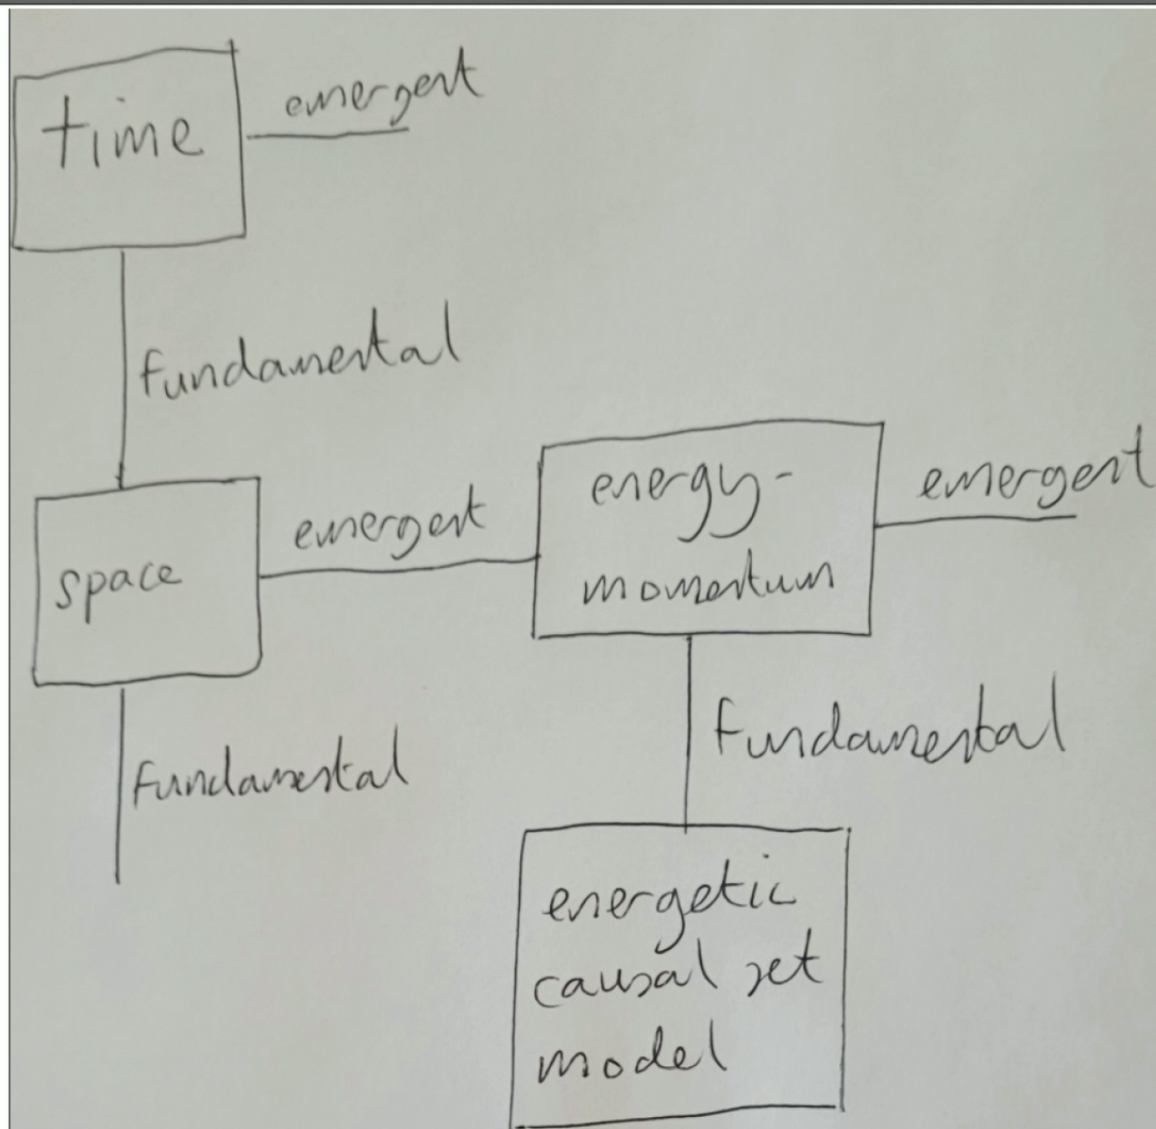 time
emergent
fundamental
space
emergent
energy-
momentum
emergent
fundamental
fundamental
energetic
causal set
model